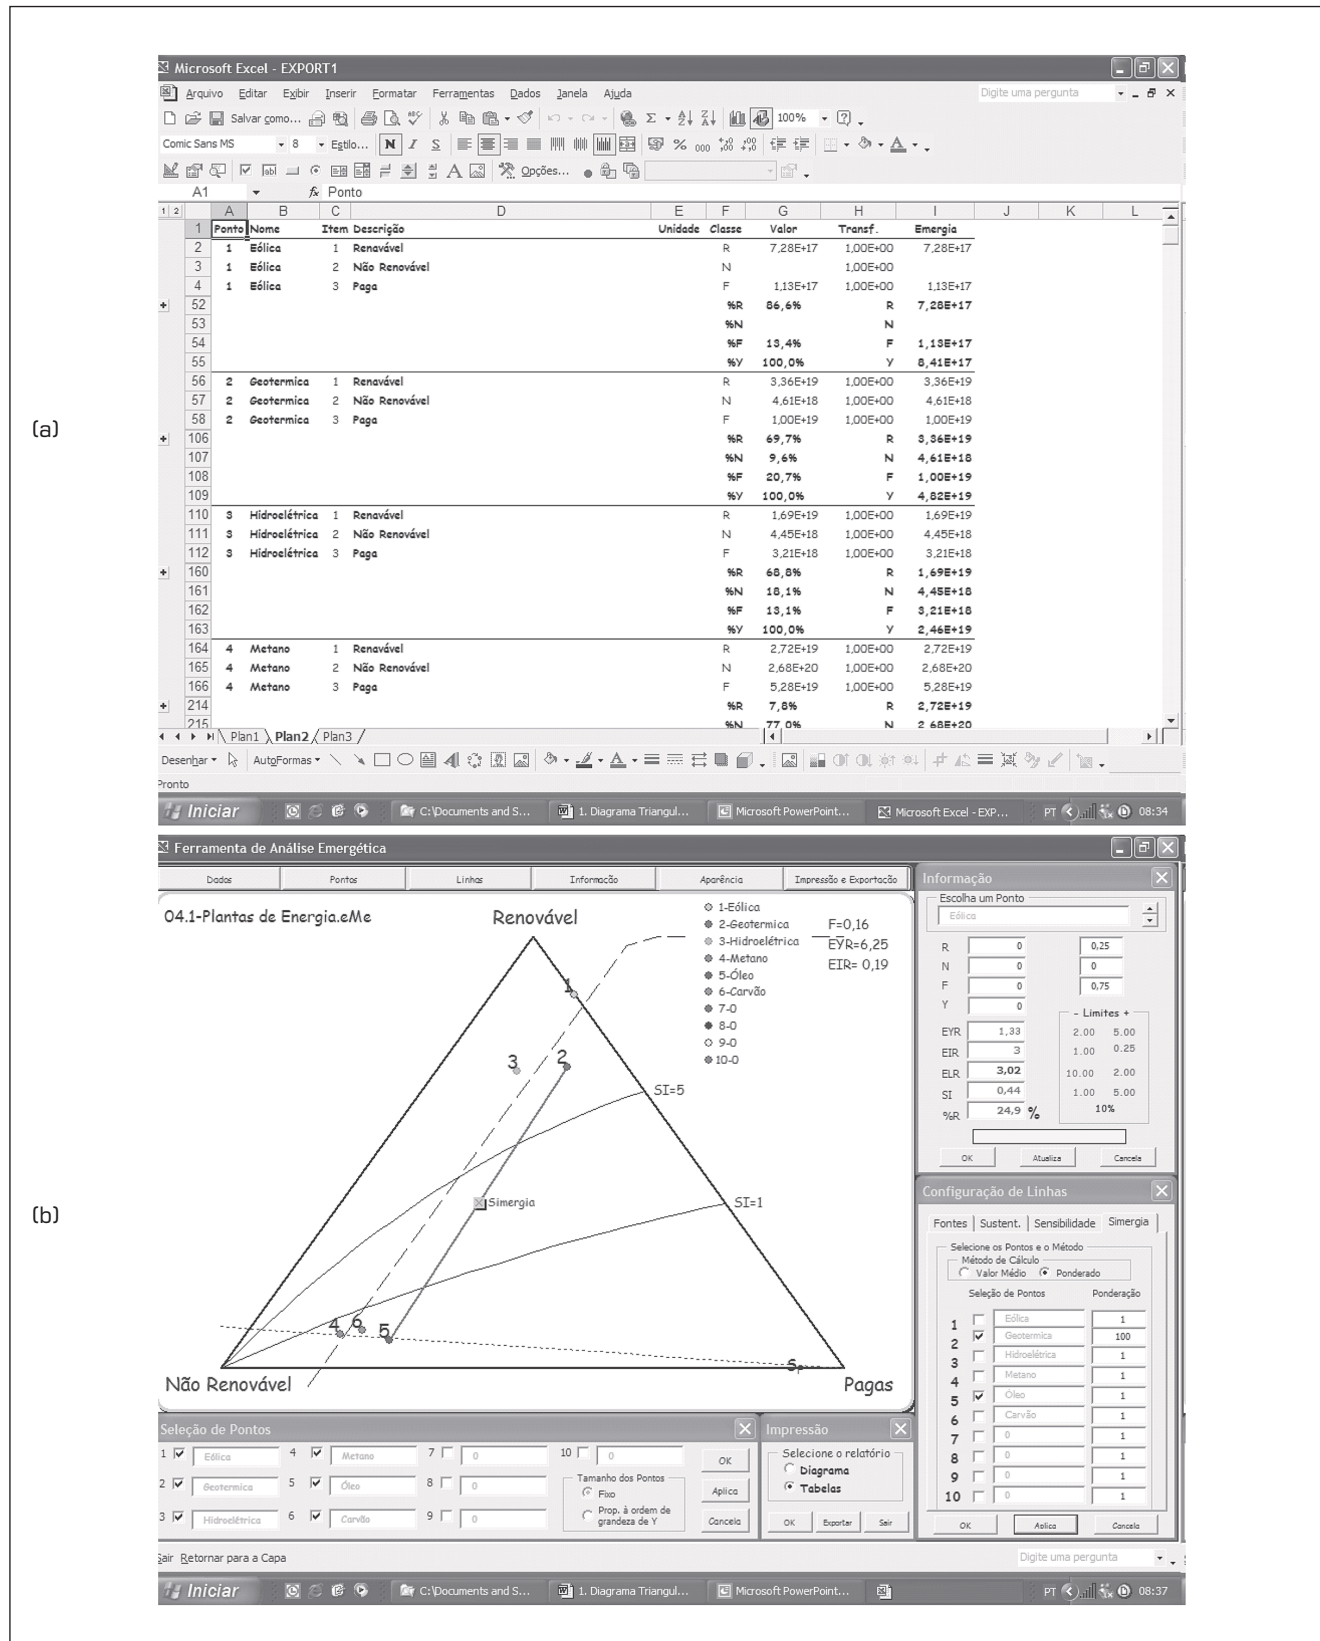 (a)
Microsoft Excel - EXPORT1
Arquivo Editar Exibir Inserir Formatar Ferramentas Dados Janela Ajuda Digite uma pergunta
Salvar como... 100%
Comic Sans MS 8 Estilo... N I S
Opções...
A1 fx Ponto
1 2 A B C D E F G H I J K L
1 Ponto Nome Item Descrição Unidade Classe Valor Transf. Emergia
2 1 Eólica 1 Renavável R 7,28E+17 1,00E+00 7,28E+17
3 1 Eólica 2 Não Renovável N 1,00E+00
4 1 Eólica 3 Paga F 1,13E+17 1,00E+00 1,13E+17
52 %R 86,6% R 7,28E+17
53 %N N
54 %F 13,4% F 1,13E+17
55 %Y 100,0% Y 8,41E+17
56 2 Geotermica 1 Renavável R 3,36E+19 1,00E+00 3,36E+19
57 2 Geotermica 2 Não Renovável N 4,61E+18 1,00E+00 4,61E+18
58 2 Geotermica 3 Paga F 1,00E+19 1,00E+00 1,00E+19
106 %R 69,7% R 3,36E+19
107 %N 9,6% N 4,61E+18
108 %F 20,7% F 1,00E+19
109 %Y 100,0% Y 4,82E+19
110 3 Hidroelétrica 1 Renavável R 1,69E+19 1,00E+00 1,69E+19
111 3 Hidroelétrica 2 Não Renovável N 4,45E+18 1,00E+00 4,45E+18
112 3 Hidroelétrica 3 Paga F 3,21E+18 1,00E+00 3,21E+18
160 %R 68,8% R 1,69E+19
161 %N 18,1% N 4,45E+18
162 %F 13,1% F 3,21E+18
163 %Y 100,0% Y 2,46E+19
164 4 Metano 1 Renavável R 2,72E+19 1,00E+00 2,72E+19
165 4 Metano 2 Não Renovável N 2,68E+20 1,00E+00 2,68E+20
166 4 Metano 3 Paga F 5,28E+19 1,00E+00 5,28E+19
214 %R 7,8% R 2,72E+19
215 %N 77,0% N 2,68E+20
Plan1 Plan2 Plan3
Desenhar AutoFormas
Pronto
Iniciar C:\Documents and S... 1. Diagrama Triangul... Microsoft PowerPoint... Microsoft Excel - EXP... PT 08:34
(b)
Ferramenta de Análise Emergética
Dados Pontos Linhas Informacão Aparência Impressão e Exportacão
04.1-Plantas de Energia.eMe
Renovável
1-Eólica
2-Geotermica
3-Hidroelétrica
4-Metano
5-Óleo
6-Carvão
7-0
8-0
9-0
10-0
F=0,16
EYR=6,25
EIR= 0,19
1
3 2
SI=5
Simergia
SI=1
4 6 5
Não Renovável
Pagas
Informação
Escolha um Ponto
Eólica
R 0 0,25
N 0 0
F 0 0,75
Y 0
- Limites +
EYR 1,33 2.00 5.00
EIR 3 1.00 0.25
ELR 3,02 10.00 2.00
SI 0,44 1.00 5.00
%R 24,9 % 10%
OK Atualiza Cancela
Configuração de Linhas
Fontes Sustent. Sensibilidade Simergia
Selecione os Pontos e o Método
Método de Cálculo
Valor Médio Ponderado
Seleção de Pontos Ponderação
1 Eólica 1
2 Geotermica 100
3 Hidroelétrica 1
4 Metano 1
5 Óleo 1
6 Carvão 1
7 0 1
8 0 1
9 0 1
10 0 1
OK Aplica Cancela
Seleção de Pontos
1 Eólica 4 Metano 7 0 10 0 OK
2 Geotermica 5 Óleo 8 0 Aplica
3 Hidroelétrica 6 Carvão 9 0 Cancela
Tamanho dos Pontos
Fixo
Prop. à ordem de
grandeza de Y
Impressão
Selecione o relatório
Diagrama
Tabelas
OK Exportar Sair
Sair Retornar para a Capa Digite uma pergunta
Iniciar C:\Documents and S... 1. Diagrama Triangul... Microsoft PowerPoint... PT 08:37